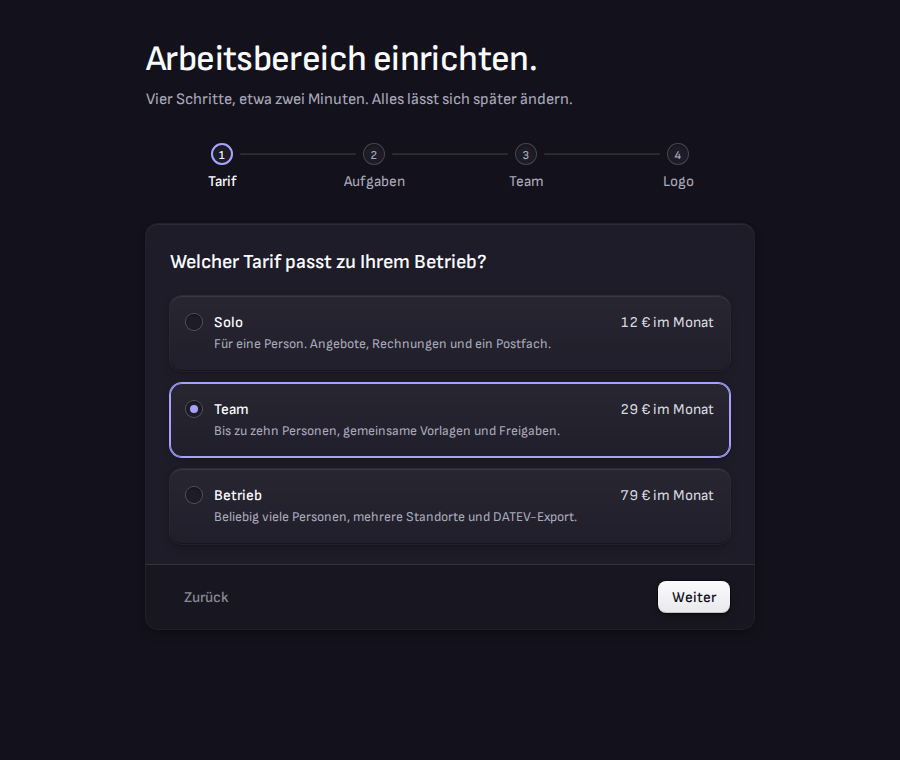 Arbeitsbereich einrichten.
Vier Schritte, etwa zwei Minuten. Alles lässt sich später ändern.
1 2 3 4
Tarif Aufgaben Team Logo
Welcher Tarif passt zu Ihrem Betrieb?
Solo 12 € im Monat
Für eine Person. Angebote, Rechnungen und ein Postfach.
Team 29 € im Monat
Bis zu zehn Personen, gemeinsame Vorlagen und Freigaben.
Betrieb 79 € im Monat
Beliebig viele Personen, mehrere Standorte und DATEV-Export.
Zurück Weiter